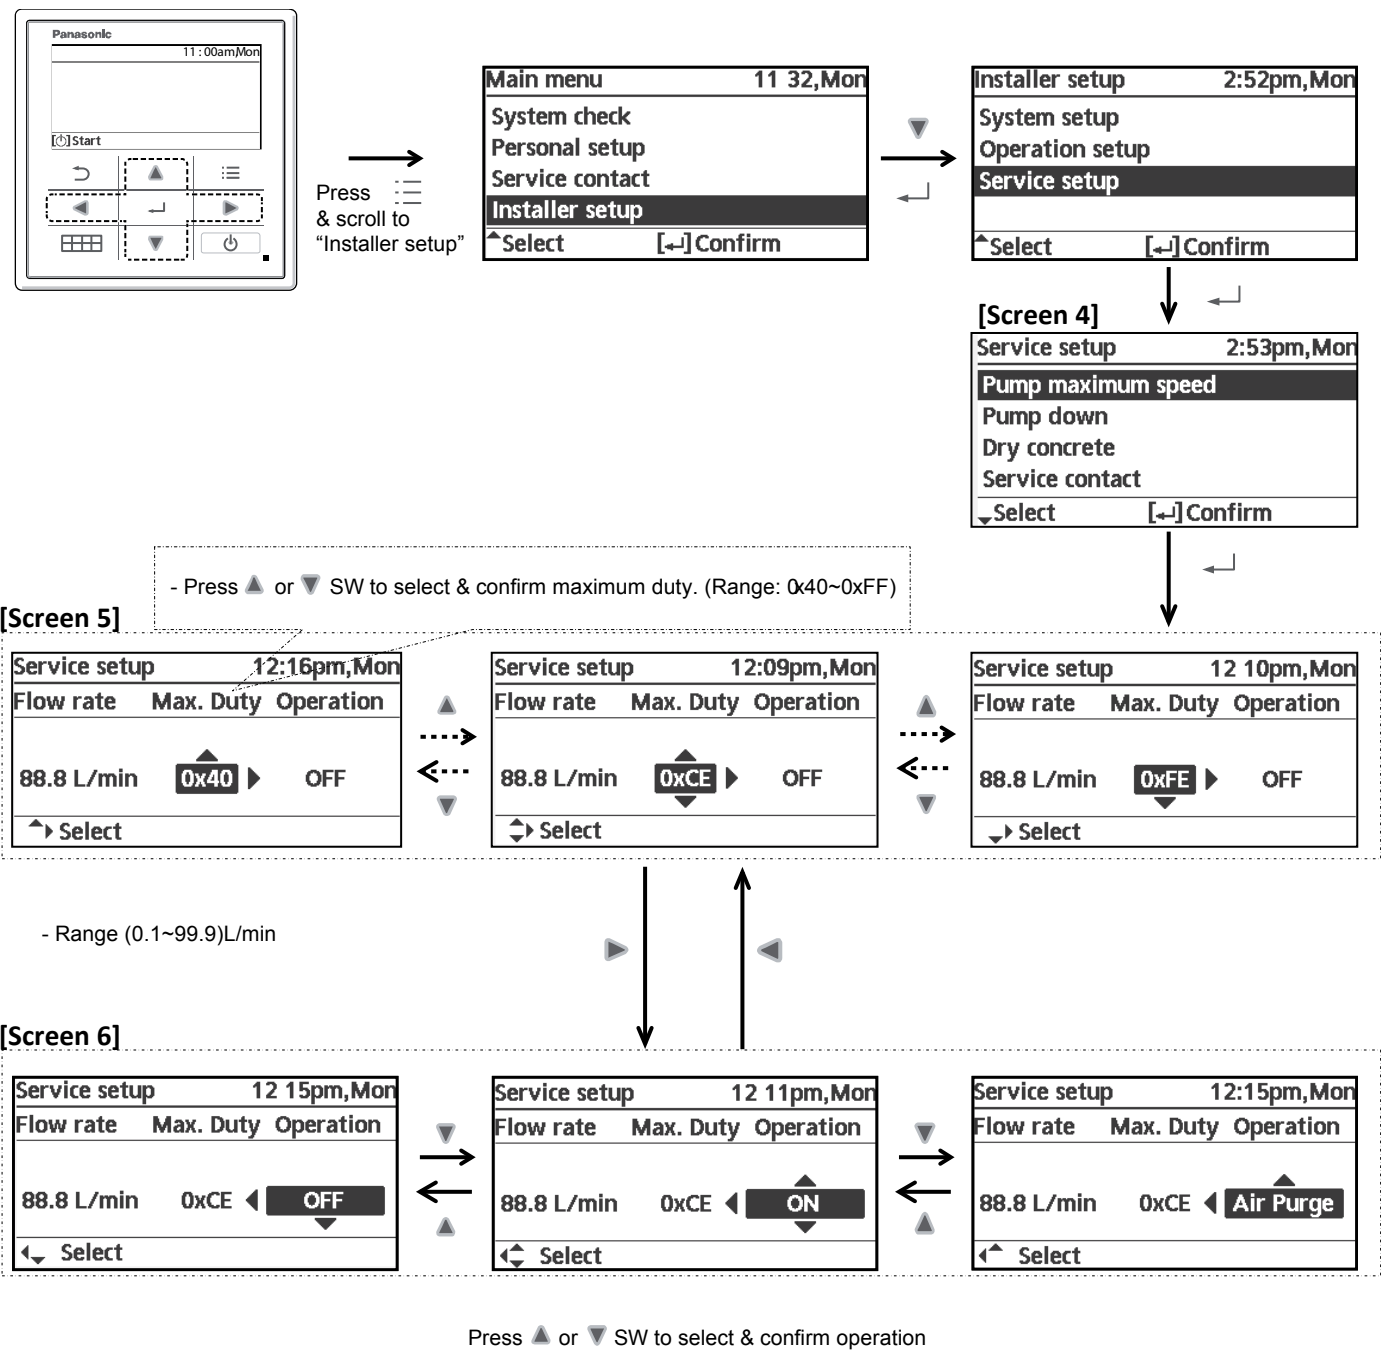 Panasonic
11 : 00am,Mon
[⏻]Start
Press
& scroll to
“Installer setup”
Main menu 11 32,Mon
System check
Personal setup
Service contact
Installer setup
Select [↵]Confirm
Installer setup 2:52pm,Mon
System setup
Operation setup
Service setup
Select [↵]Confirm
[Screen 4]
Service setup 2:53pm,Mon
Pump maximum speed
Pump down
Dry concrete
Service contact
Select [↵]Confirm
- Press ▲ or ▼ SW to select & confirm maximum duty. (Range: 0x40~0xFF)
[Screen 5]
Service setup 12:16pm,Mon
Flow rate Max. Duty Operation
88.8 L/min 0x40 OFF
Select
Service setup 12:09pm,Mon
Flow rate Max. Duty Operation
88.8 L/min 0xCE OFF
Select
Service setup 12 10pm,Mon
Flow rate Max. Duty Operation
88.8 L/min 0xFE OFF
Select
- Range (0.1~99.9)L/min
[Screen 6]
Service setup 12 15pm,Mon
Flow rate Max. Duty Operation
88.8 L/min 0xCE OFF
Select
Service setup 12 11pm,Mon
Flow rate Max. Duty Operation
88.8 L/min 0xCE ON
Select
Service setup 12:15pm,Mon
Flow rate Max. Duty Operation
88.8 L/min 0xCE Air Purge
Select
Press ▲ or ▼ SW to select & confirm operation